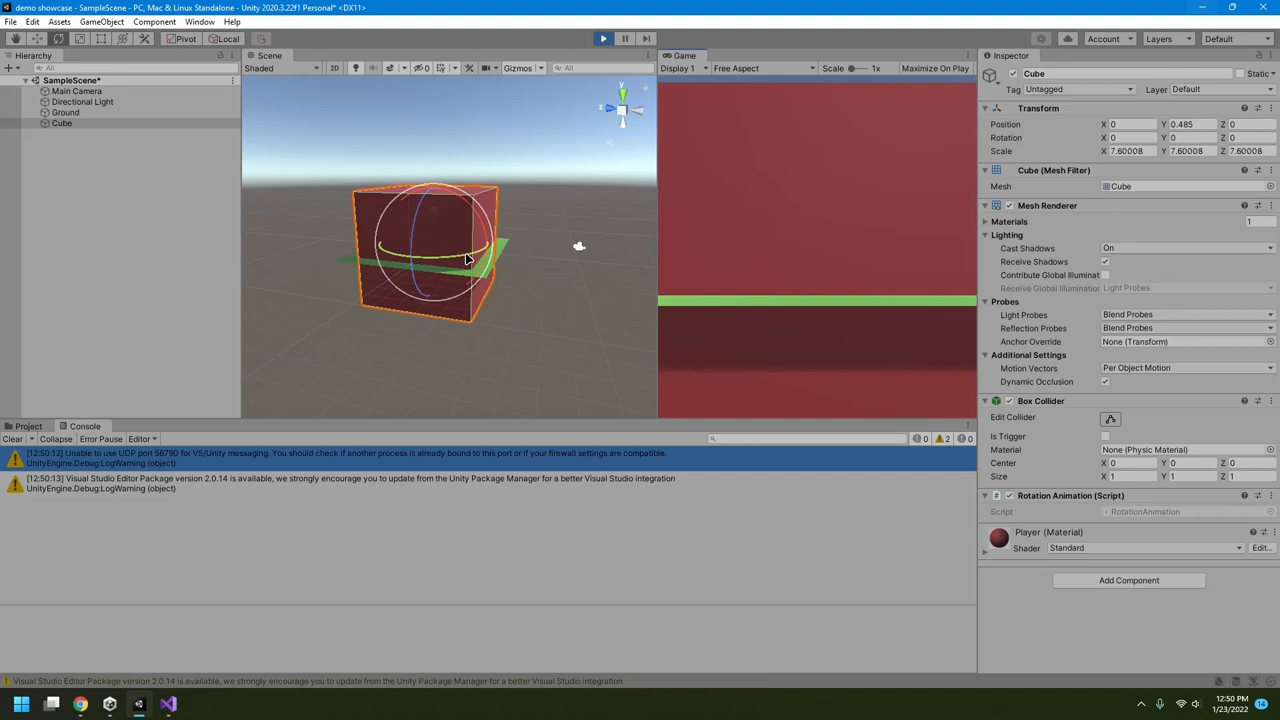 demo showcase - SampleScene - PC, Mac & Linux Standalone - Unity 2020.3.22f1 Personal* <DX11>
File Edit Assets GameObject Component Window Help
Pivot Local
Account Layers Default
Hierarchy
All
SampleScene*
Main Camera
Directional Light
Ground
Cube
Scene
Shaded 2D 0 Gizmos All
y
z
Game
Display 1 Free Aspect Scale 1x Maximize On Play
Inspector
Cube Static
Tag Untagged Layer Default
Transform
Position X 0 Y 0.485 Z 0
Rotation X 0 Y 0 Z 0
Scale X 7.60008 Y 7.60008 Z 7.60008
Cube (Mesh Filter)
Mesh Cube
Mesh Renderer
Materials 1
Lighting
Cast Shadows On
Receive Shadows
Contribute Global Illuminat
Receive Global Illumination Light Probes
Probes
Light Probes Blend Probes
Reflection Probes Blend Probes
Anchor Override None (Transform)
Additional Settings
Motion Vectors Per Object Motion
Dynamic Occlusion
Box Collider
Edit Collider
Is Trigger
Material None (Physic Material)
Center X 0 Y 0 Z 0
Size X 1 Y 1 Z 1
Rotation Animation (Script)
Script RotationAnimation
Player (Material)
Shader Standard Edit...
Add Component
Project Console
Clear Collapse Error Pause Editor 0 2 0
[12:50:12] Unable to use UDP port 56790 for VS/Unity messaging. You should check if another process is already bound to this port or if your firewall settings are compatible.
UnityEngine.Debug:LogWarning (object)
[12:50:13] Visual Studio Editor Package version 2.0.14 is available, we strongly encourage you to update from the Unity Package Manager for a better Visual Studio integration
UnityEngine.Debug:LogWarning (object)
Visual Studio Editor Package version 2.0.14 is available, we strongly encourage you to update from the Unity Package Manager for a better Visual Studio integration
12:50 PM
1/23/2022
14